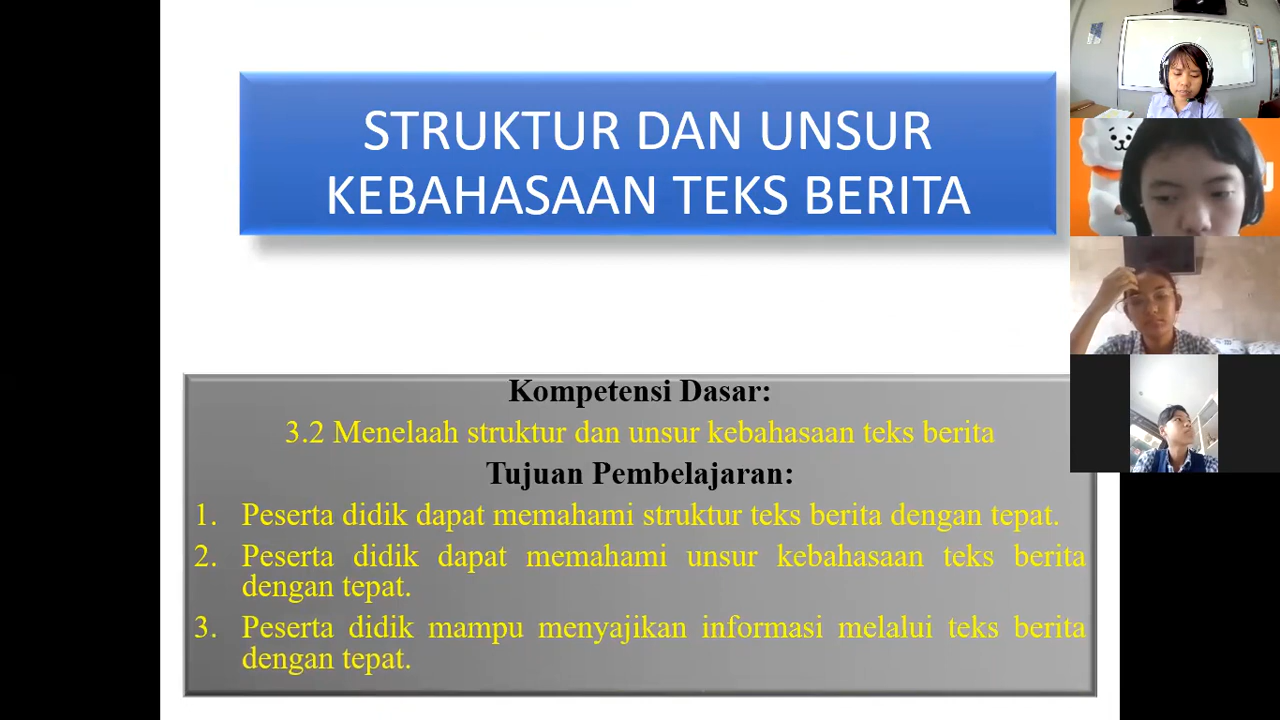 STRUKTUR DAN UNSUR
KEBAHASAAN TEKS BERITA
Kompetensi Dasar:
3.2 Menelaah struktur dan unsur kebahasaan teks berita
Tujuan Pembelajaran:
1. Peserta didik dapat memahami struktur teks berita dengan tepat.
2. Peserta didik dapat memahami unsur kebahasaan teks berita
dengan tepat.
3. Peserta didik mampu menyajikan informasi melalui teks berita
dengan tepat.